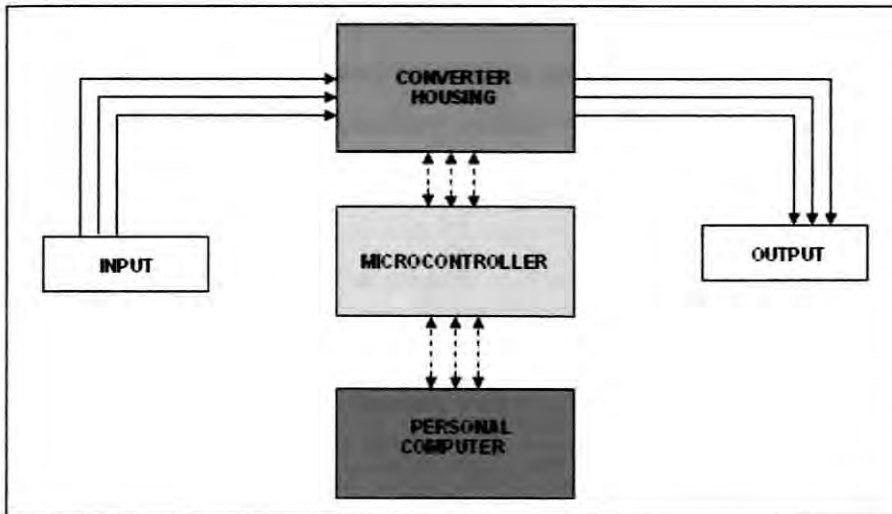 CONVERTER
HOUSING
INPUT
MICROCONTROLLER
OUTPUT
PERSONAL
COMPUTER